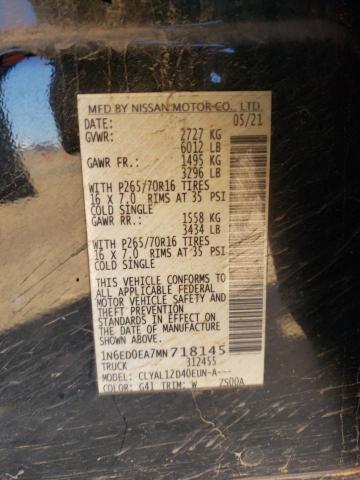 MFD BY NISSAN MOTOR CO., LTD.
DATE: 05/21
GVWR: 2727 KG
6012 LB
GAWR FR.: 1495 KG
3296 LB
WITH P265/70R16 TIRES
16 X 7.0 RIMS AT 35 PSI
COLD SINGLE
GAWR RR.: 1558 KG
3434 LB
WITH P265/70R16 TIRES
16 X 7.0 RIMS AT 35 PSI
COLD SINGLE
THIS VEHICLE CONFORMS TO
ALL APPLICABLE FEDERAL
MOTOR VEHICLE SAFETY AND
THEFT PREVENTION
STANDARDS IN EFFECT ON
THE DATE OF MANUFACTURE
SHOWN ABOVE.
1N6ED0EA7MN718145
TRUCK 312455
MODEL: CLYAL12D40EUN-A---
COLOR: G41 TRIM: W 7S00A